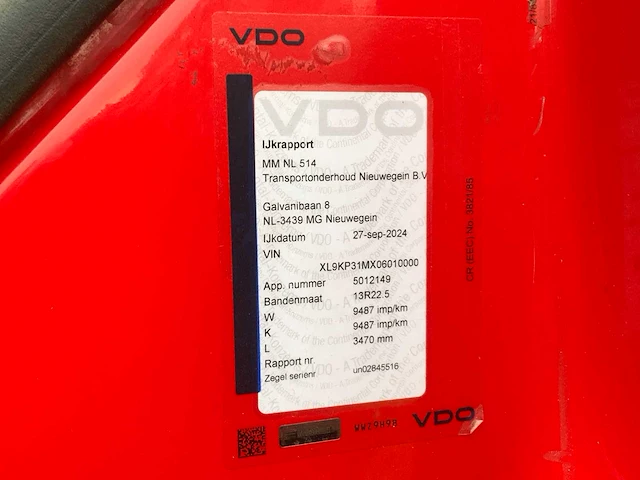 VDO
VDO
IJkrapport
MM NL 514
Transportonderhoud Nieuwegein B.V
Galvanibaan 8
NL-3439 MG Nieuwegein
IJkdatum 27-sep-2024
VIN
XL9KP31MX06010000
App. nummer 5012149
Bandenmaat 13R22.5
W 9487 imp/km
K 9487 imp/km
L 3470 mm
Rapport nr.
Zegel serienr un02845516
VDO
CR (EEC) No. 3821/85